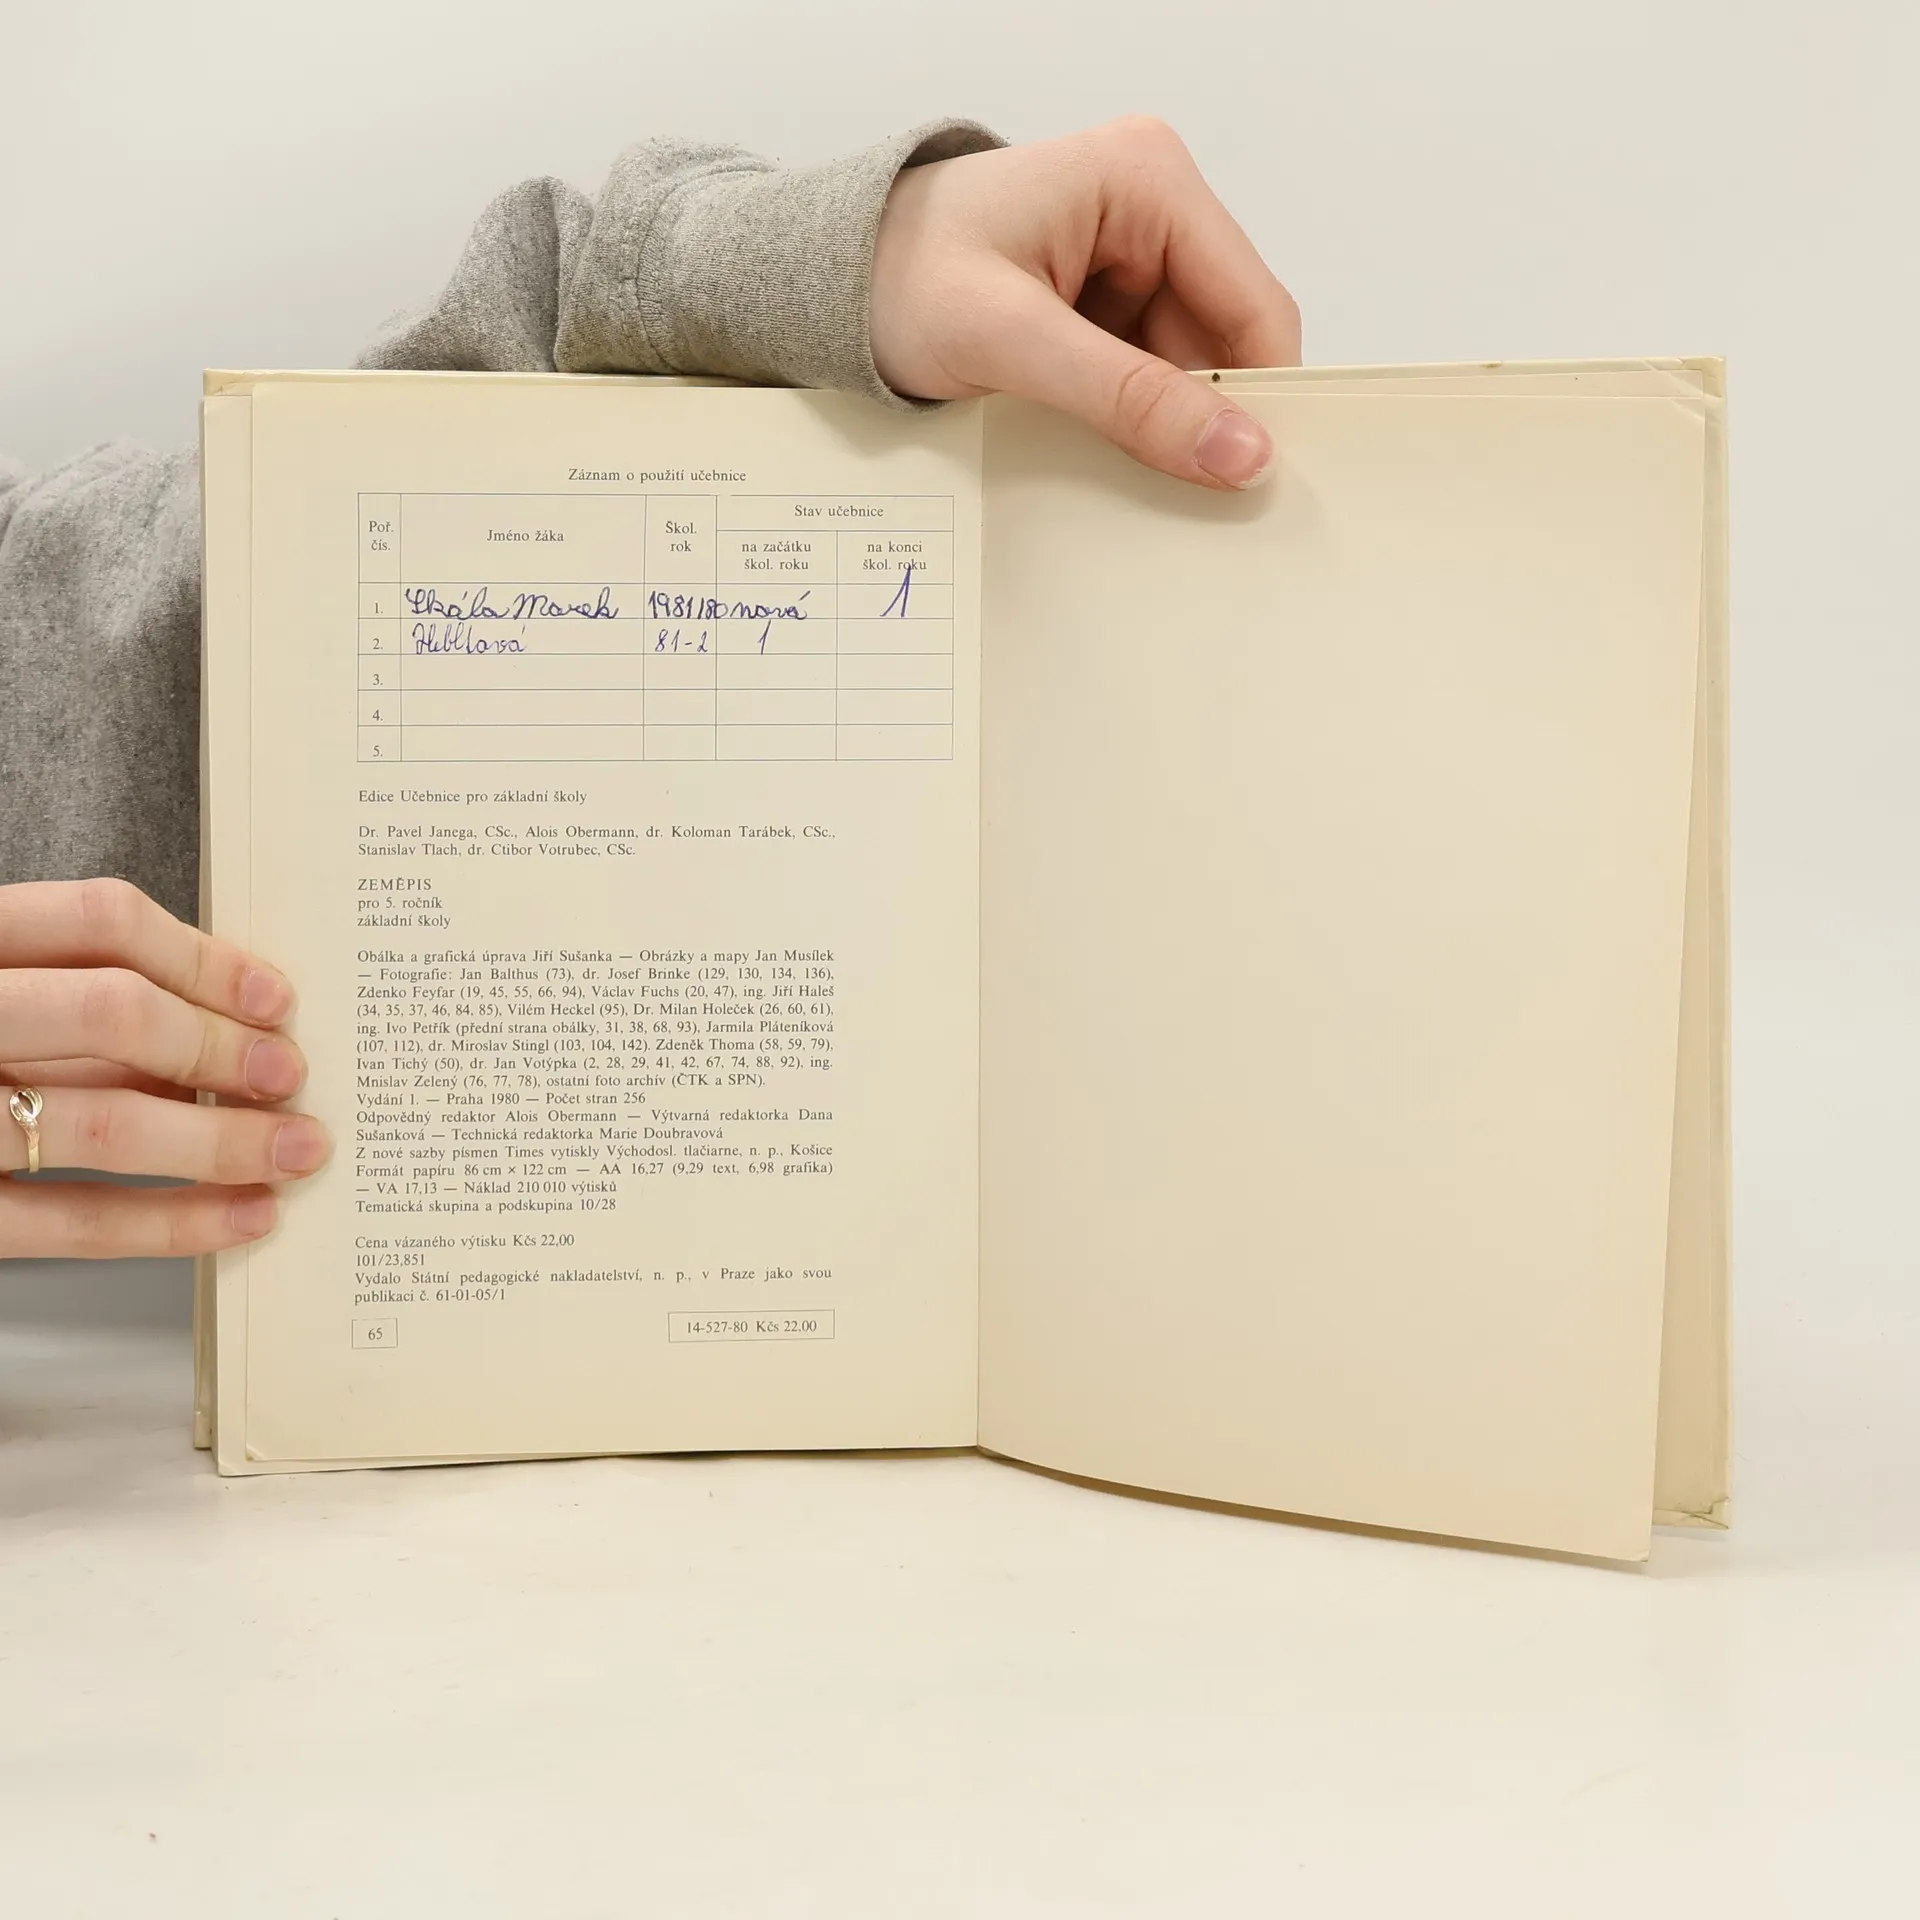 Záznam o použití učebnice
Poř. čís.
Jméno žáka
Škol. rok
Stav učebnice
na začátku škol. roku
na konci škol. roku
1. Skála Marek 1981/80 nová 1
2. 81-2 1
3.
4.
5.
Edice Učebnice pro základní školy
Dr. Pavel Janega, CSc., Alois Obermann, dr. Koloman Tarábek, CSc.,
Stanislav Tlach, dr. Ctibor Votrubec, CSc.
ZEMĚPIS
pro 5. ročník
základní školy
Obálka a grafická úprava Jiří Sušanka — Obrázky a mapy Jan Musílek
— Fotografie: Jan Balthus (73), dr. Josef Brinke (129, 130, 134, 136),
Zdenko Feyfar (19, 45, 55, 66, 94), Václav Fuchs (20, 47), ing. Jiří Haleš
(34, 35, 37, 46, 84, 85), Vilém Heckel (95), Dr. Milan Holeček (26, 60, 61),
ing. Ivo Petřík (přední strana obálky, 31, 38, 68, 93), Jarmila Pláteníková
(107, 112), dr. Miroslav Stingl (103, 104, 142). Zdeněk Thoma (58, 59, 79),
Ivan Tichý (50), dr. Jan Votýpka (2, 28, 29, 41, 42, 67, 74, 88, 92), ing.
Mnislav Zelený (76, 77, 78), ostatní foto archív (ČTK a SPN).
Vydání 1. — Praha 1980 — Počet stran 256
Odpovědný redaktor Alois Obermann — Výtvarná redaktorka Dana
Sušanková — Technická redaktorka Marie Doubravová
Z nové sazby písmen Times vytiskly Východosl. tlačiarne, n. p., Košice
Formát papíru 86 cm × 122 cm — AA 16,27 (9,29 text, 6,98 grafika)
— VA 17,13 — Náklad 210 010 výtisků
Tematická skupina a podskupina 10/28
Cena vázaného výtisku Kčs 22,00
101/23,851
Vydalo Státní pedagogické nakladatelství, n. p., v Praze jako svou
publikaci č. 61-01-05/1
65
14-527-80 Kčs 22.00